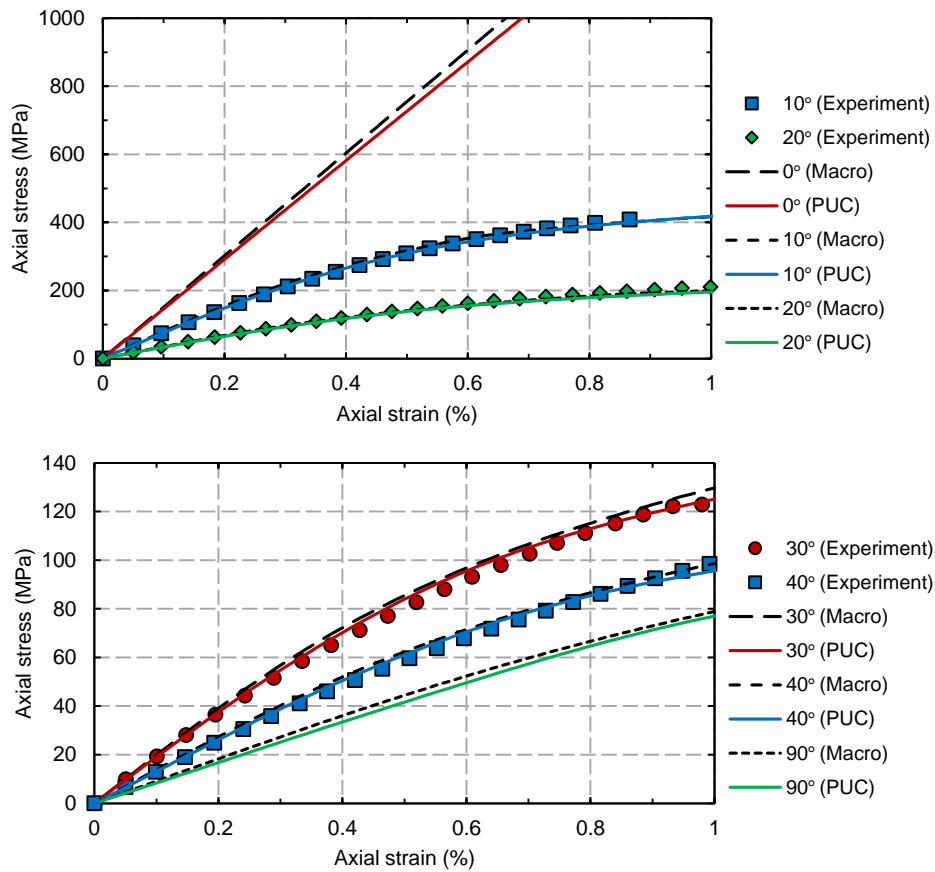 1000
800
600
400
200
0
Axial stress (MPa)
0
0.2
0.4
0.6
0.8
1
Axial strain (%)
10° (Experiment)
20° (Experiment)
0° (Macro)
0° (PUC)
10° (Macro)
10° (PUC)
20° (Macro)
20° (PUC)
140
120
100
80
60
40
20
0
Axial stress (MPa)
0
0.2
0.4
0.6
0.8
1
Axial strain (%)
30° (Experiment)
40° (Experiment)
30° (Macro)
30° (PUC)
40° (Macro)
40° (PUC)
90° (Macro)
90° (PUC)